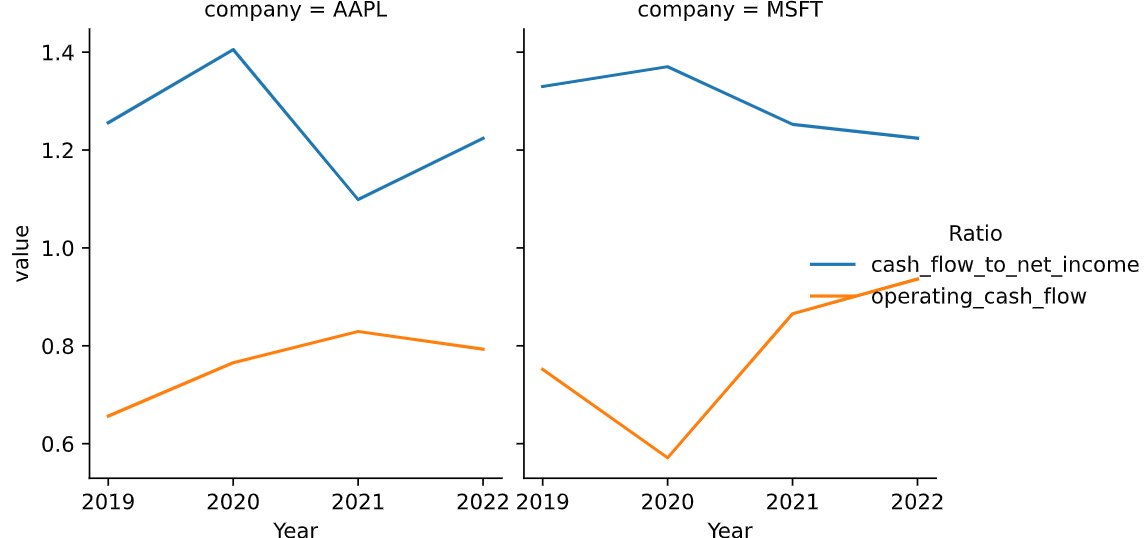 company = AAPL
company = MSFT
1.4
1.2
1.0
0.8
0.6
value
2019 2020 2021 2022
Year
2019 2020 2021 2022
Year
Ratio
cash_flow_to_net_income
operating_cash_flow